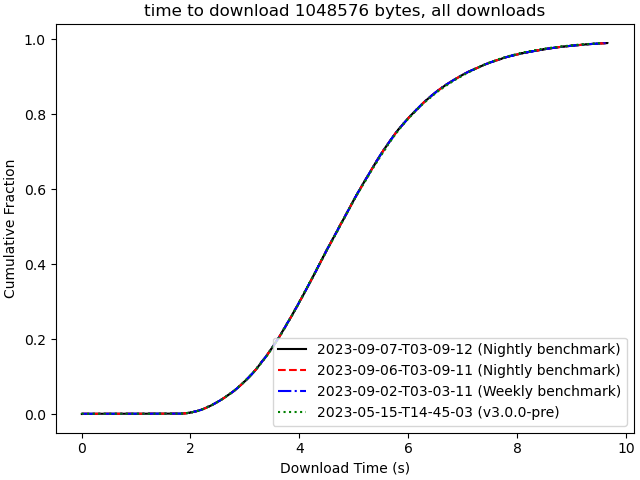 time to download 1048576 bytes, all downloads
1.0
0.8
0.6
0.4
0.2
0.0
Cumulative Fraction
2023-09-07-T03-09-12 (Nightly benchmark)
2023-09-06-T03-09-11 (Nightly benchmark)
2023-09-02-T03-03-11 (Weekly benchmark)
2023-05-15-T14-45-03 (v3.0.0-pre)
0 2 4 6 8 10
Download Time (s)